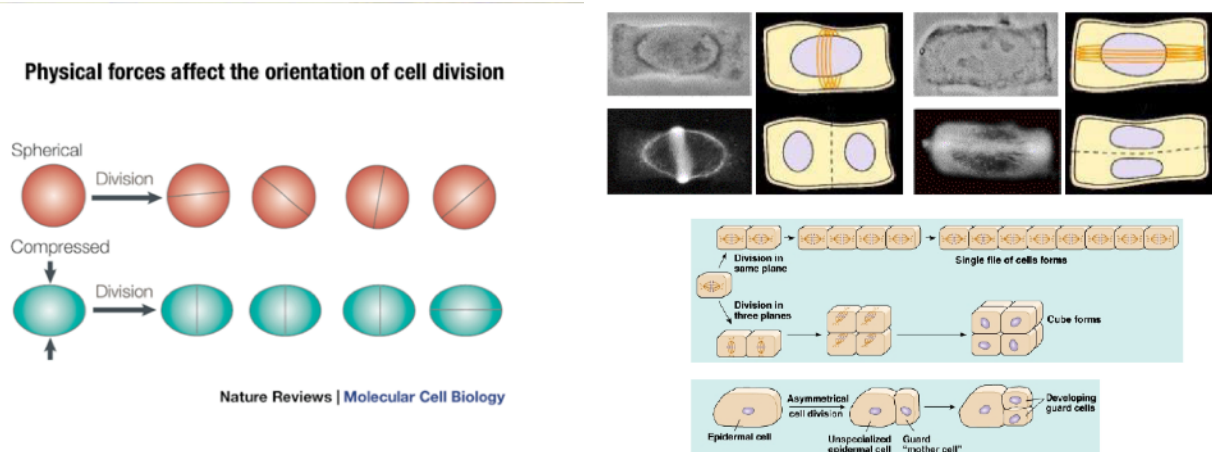 Physical forces affect the orientation of cell division
Spherical
Division
Compressed
Division
Nature Reviews | Molecular Cell Biology
Division in
same plane
Single file of cells forms
Division in
three planes
Cube forms
Asymmetrical
cell division
Developing
guard cells
Epidermal cell
Unspecialized
epidermal cell
Guard
"mother cell"